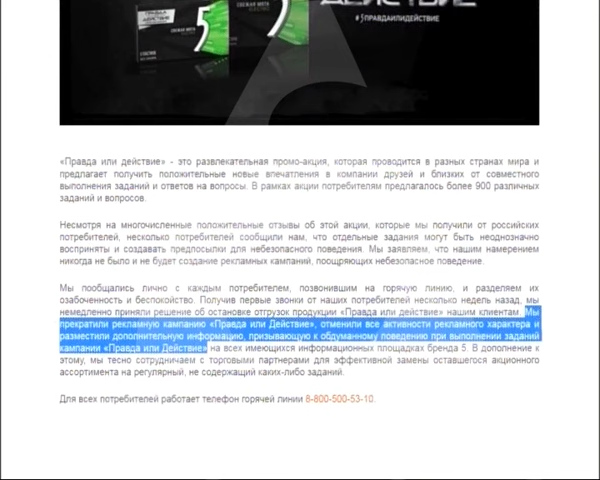 ПРАВДА
ДЕЙСТВИЕ
5
СВЕЖАЯ МЯТА
ДЕЙСТВИЕ
#5ПРАВДАИЛИДЕЙСТВИЕ
«Правда или действие» - это развлекательная промо-акция, которая проводится в разных странах мира и
предлагает получить положительные новые впечатления в компании друзей и близких от совместного
выполнения заданий и ответов на вопросы. В рамках акции потребителям предлагалось более 900 различных
заданий и вопросов.
Несмотря на многочисленные положительные отзывы об этой акции, которые мы получили от российских
потребителей, несколько потребителей сообщили нам, что отдельные задания могут быть неоднозначно
восприняты и создавать предпосылки для небезопасного поведения. Мы заявляем, что нашим намерением
никогда не было и не будет создание рекламных кампаний, поощряющих небезопасное поведение.
Мы пообщались лично с каждым потребителем, позвонившим на горячую линию, и разделяем их
озабоченность и беспокойство. Получив первые звонки от наших потребителей несколько недель назад, мы
немедленно приняли решение об остановке отгрузок продукции «Правда или действие» нашим клиентам. Мы
прекратили рекламную кампанию «Правда или Действие», отменили все активности рекламного характера и
разместили дополнительную информацию, призывающую к обдуманному поведению при выполнении заданий
кампании «Правда или Действие» на всех имеющихся информационных площадках бренда 5. В дополнение к
этому, мы тесно сотрудничаем с торговыми партнерами для эффективной замены оставшегося акционного
ассортимента на регулярный, не содержащий каких-либо заданий.
Для всех потребителей работает телефон горячей линии 8-800-500-53-10.